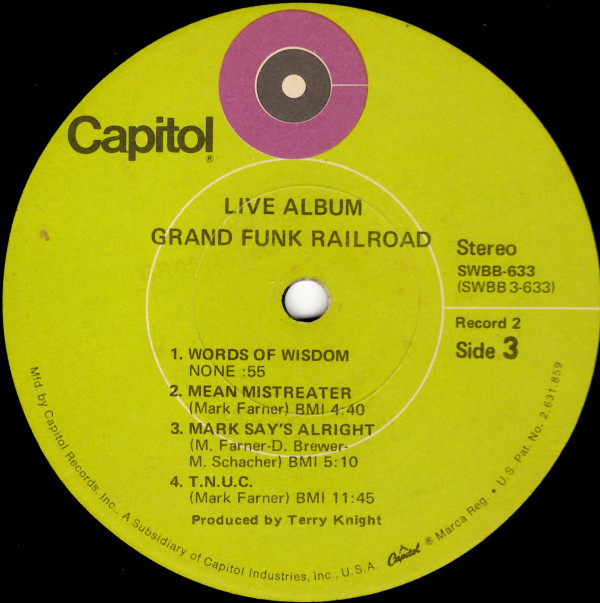 Capitol®
LIVE ALBUM
GRAND FUNK RAILROAD
Stereo
SWBB-633
(SWBB 3-633)
Record 2
Side 3
1. WORDS OF WISDOM
NONE :55
2. MEAN MISTREATER
(Mark Farner) BMI 4:40
3. MARK SAY'S ALRIGHT
(M. Farner-D. Brewer-
M. Schacher) BMI 5:10
4. T.N.U.C.
(Mark Farner) BMI 11:45
Produced by Terry Knight
Mfd. by Capitol Records, Inc., A Subsidiary of Capitol Industries, Inc., U.S.A. Capitol ® Marca Reg. • U.S. Pat. No. 2,631,859